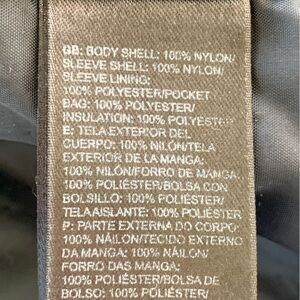 GB: BODY SHELL: 100% NYLON/
SLEEVE SHELL: 100% NYLON/
SLEEVE LINING:
100% POLYESTER/POCKET
BAG: 100% POLYESTER/
INSULATION: 100% POLYESTER
E: TELA EXTERIOR DEL
CUERPO: 100% NILÓN/TELA
EXTERIOR DE LA MANGA:
100% NILÓN/FORRO DE MANGA:
100% POLIÉSTER/BOLSA CON
BOLSILLO: 100% POLIÉSTER/
TELA AISLANTE: 100% POLIÉSTER
P: PARTE EXTERNA DO CORPO:
100% NÁILON/TECIDO EXTERNO
DA MANGA: 100% NÁILON/
FORRO DAS MANGAS:
100% POLIÉSTER/BOLSA DE
BOLSO: 100% POLIÉSTER/